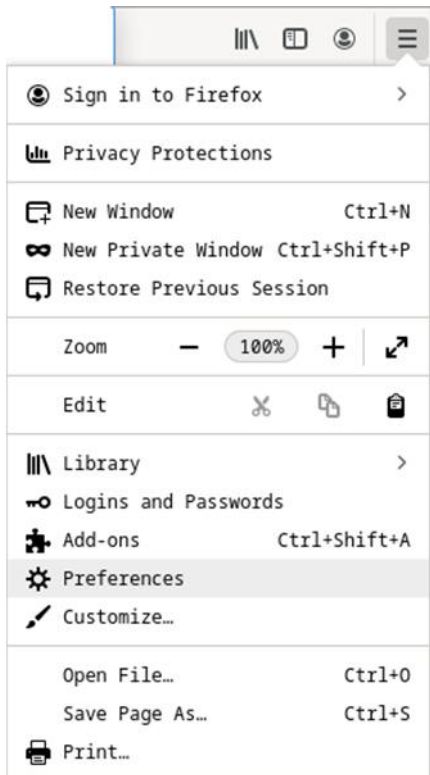 Sign in to Firefox
Privacy Protections
New Window Ctrl+N
New Private Window Ctrl+Shift+P
Restore Previous Session
Zoom 100%
Edit
Library
Logins and Passwords
Add-ons Ctrl+Shift+A
Preferences
Customize…
Open File… Ctrl+O
Save Page As… Ctrl+S
Print…